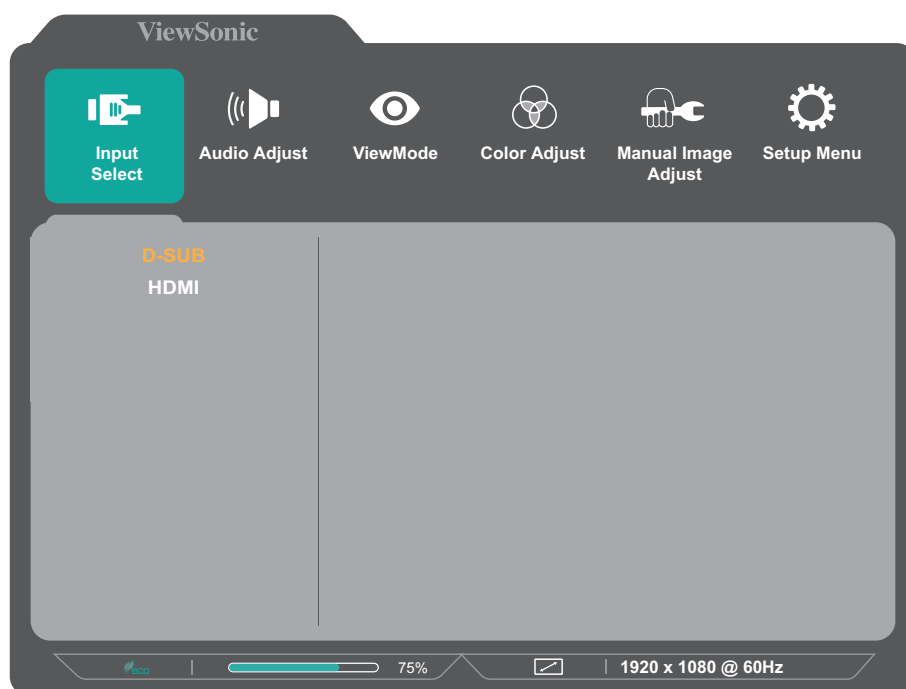 ViewSonic
Input
Select
Audio Adjust
ViewMode
Color Adjust
Manual Image
Adjust
Setup Menu
D-SUB
HDMI
eco
75%
1920 x 1080 @ 60Hz